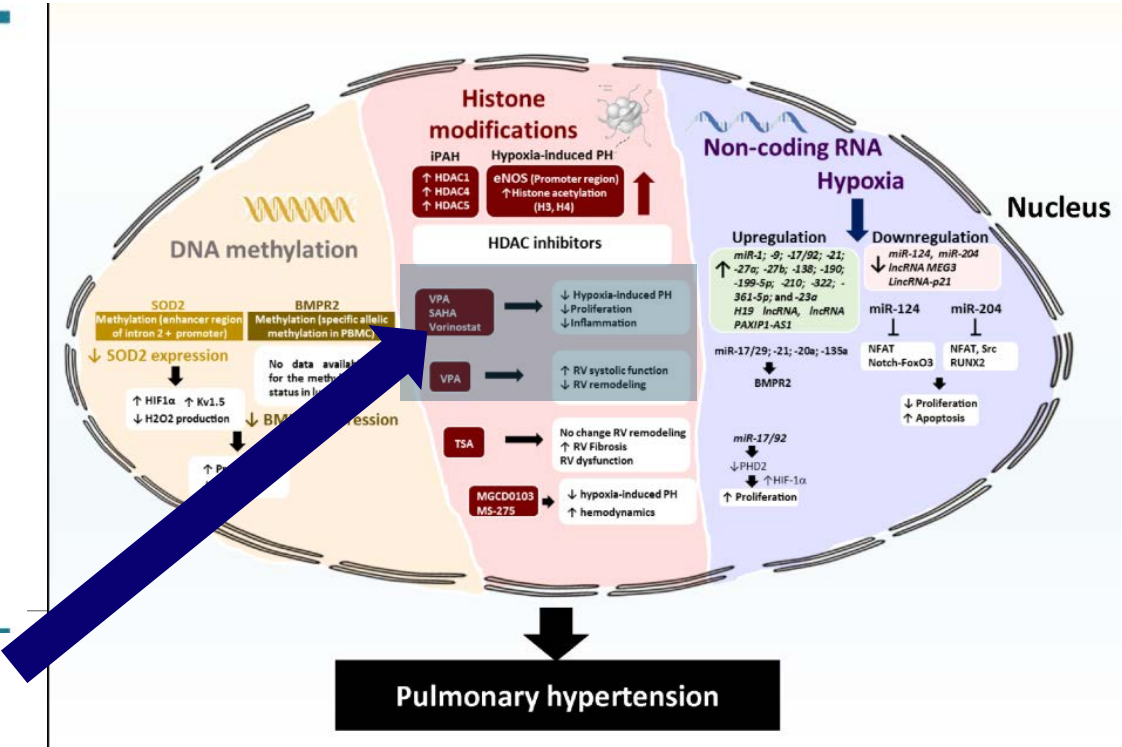 Histone
modifications
iPAH
Hypoxia-induced PH
↑ HDAC1
↑ HDAC4
↑ HDAC5
eNOS (Promoter region)
↑Histone acetylation
(H3, H4)
HDAC inhibitors
VPA
SAHA
Vorinostat
↓ Hypoxia-induced PH
↓Proliferation
↓Inflammation
VPA
↑ RV systolic function
↓ RV remodeling
TSA
No change RV remodeling
↑ RV Fibrosis
RV dysfunction
MGCD0103
MS-275
↓ hypoxia-induced PH
↑ hemodynamics
DNA methylation
SOD2
Methylation (enhancer region
of intron 2 + promoter)
↓ SOD2 expression
↑ HIF1α ↑ Kv1.5
↓ H2O2 production
BMPR2
Methylation (specific allelic
methylation in PBMC)
No data availa
for the methy
status in
↓ BM ression
Non-coding RNA
Hypoxia
Nucleus
Upregulation
↑ miR-1; -9; -17/92; -21;
-27a; -27b; -138; -190;
-199-5p; -210; -322; -
361-5p; and -23a
H19 lncRNA, lncRNA
PAXIP1-AS1
miR-17/29; -21; -20a; -135a
BMPR2
miR-17/92
↓PHD2
↑HIF-1α
↑ Proliferation
Downregulation
↓ miR-124, miR-204
lncRNA MEG3
LincRNA-p21
miR-124
NFAT
Notch-FoxO3
miR-204
NFAT, Src
RUNX2
↓ Proliferation
↑ Apoptosis
Pulmonary hypertension